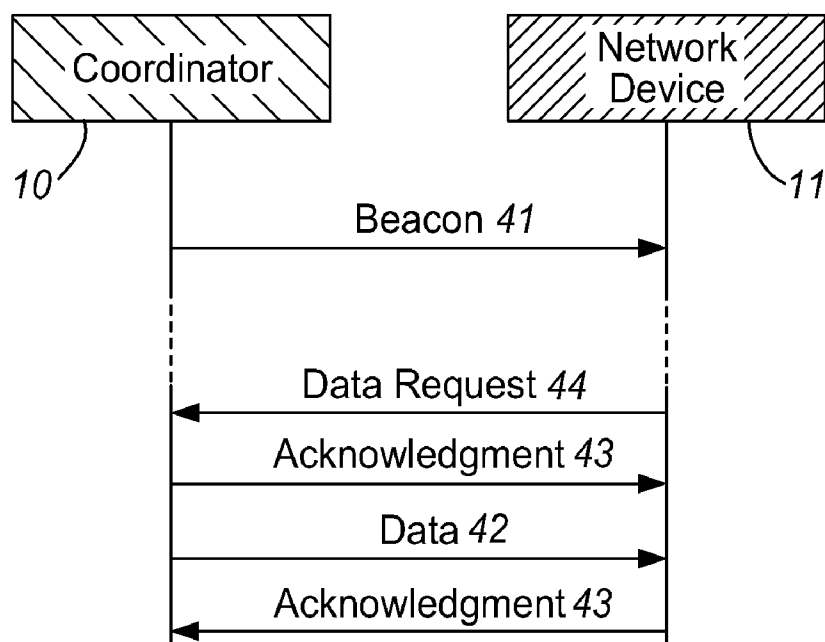 Coordinator
Network
Device
10
11
Beacon 41
Data Request 44
Acknowledgment 43
Data 42
Acknowledgment 43